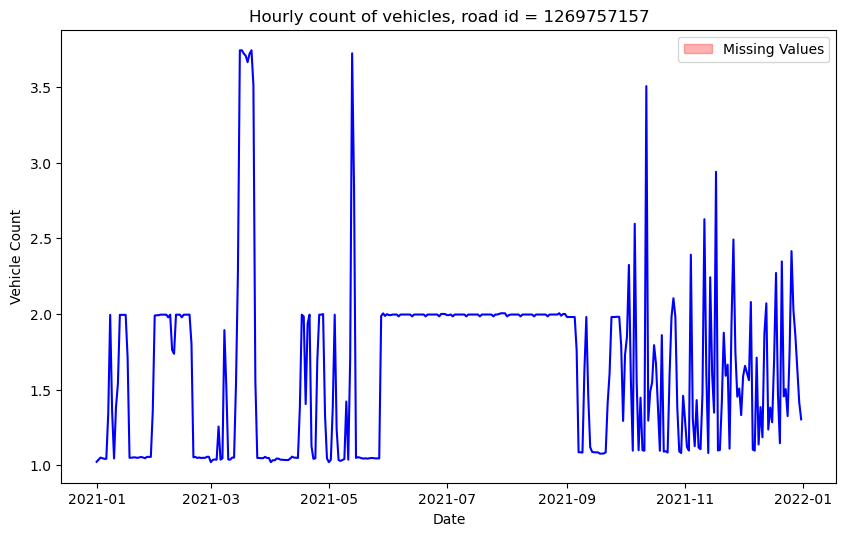 Hourly count of vehicles, road id = 1269757157
Missing Values
Vehicle Count
3.5
3.0
2.5
2.0
1.5
1.0
2021-01 2021-03 2021-05 2021-07 2021-09 2021-11 2022-01
Date